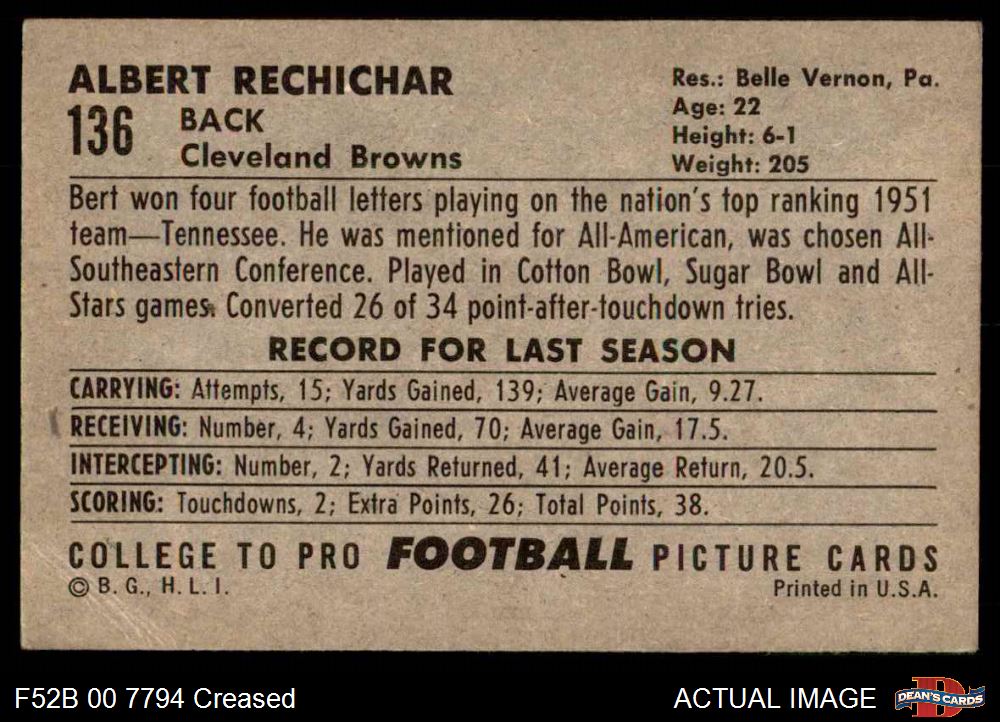 ALBERT RECHICHAR
136
BACK
Cleveland Browns
Res.: Belle Vernon, Pa.
Age: 22
Height: 6-1
Weight: 205
Bert won four football letters playing on the nation's top ranking 1951
team—Tennessee. He was mentioned for All-American, was chosen All-
Southeastern Conference. Played in Cotton Bowl, Sugar Bowl and All-
Stars games. Converted 26 of 34 point-after-touchdown tries.
RECORD FOR LAST SEASON
CARRYING: Attempts, 15; Yards Gained, 139; Average Gain, 9.27.
RECEIVING: Number, 4; Yards Gained, 70; Average Gain, 17.5.
INTERCEPTING: Number, 2; Yards Returned, 41; Average Return, 20.5.
SCORING: Touchdowns, 2; Extra Points, 26; Total Points, 38.
COLLEGE TO PRO FOOTBALL PICTURE CARDS
© B. G., H. L. I.
Printed in U.S.A.
F52B 00 7794 Creased
ACTUAL IMAGE
D
DEAN'S CARDS